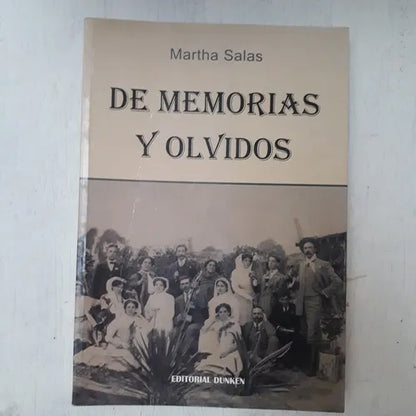 Martha Salas
DE MEMORIAS
Y OLVIDOS
EDITORIAL DUNKEN